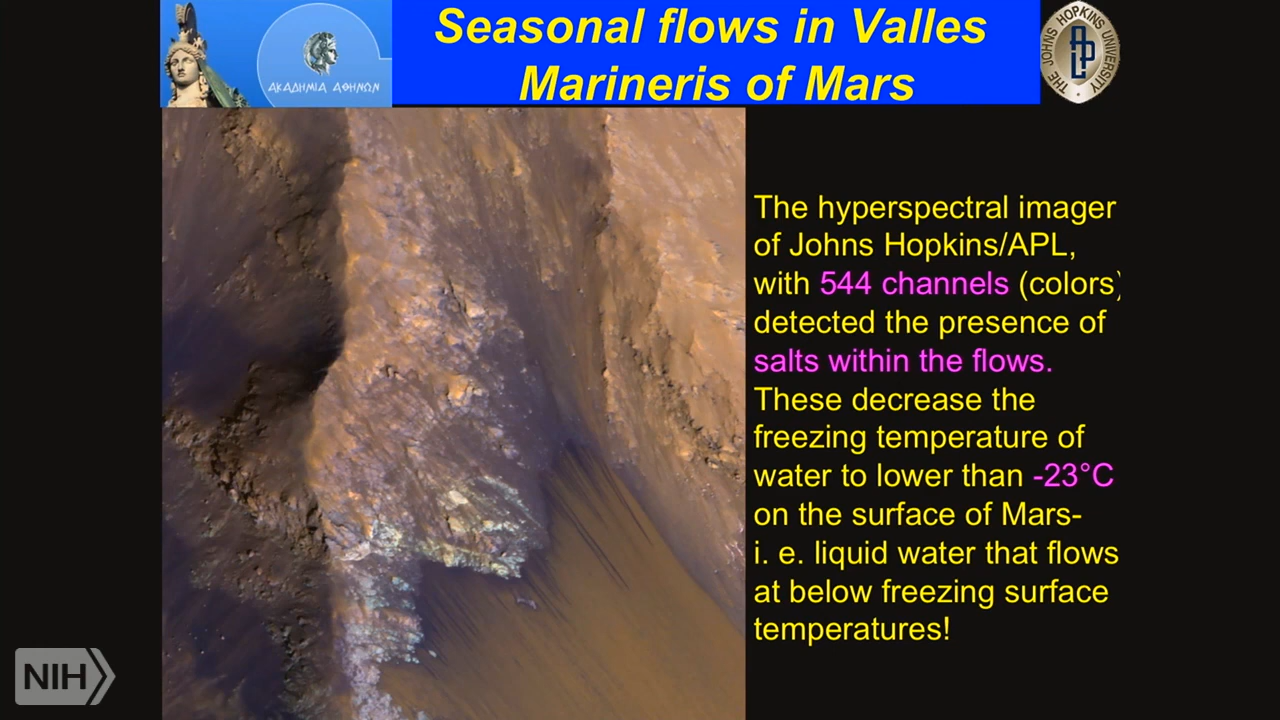 Seasonal flows in Valles
Marineris of Mars
ΑΚΑΔΗΜΙΑ ΑΘΗΝΩΝ
THE JOHNS HOPKINS UNIVERSITY
APL
The hyperspectral imager
of Johns Hopkins/APL,
with 544 channels (colors)
detected the presence of
salts within the flows.
These decrease the
freezing temperature of
water to lower than -23°C
on the surface of Mars-
i. e. liquid water that flows
at below freezing surface
temperatures!
NIH